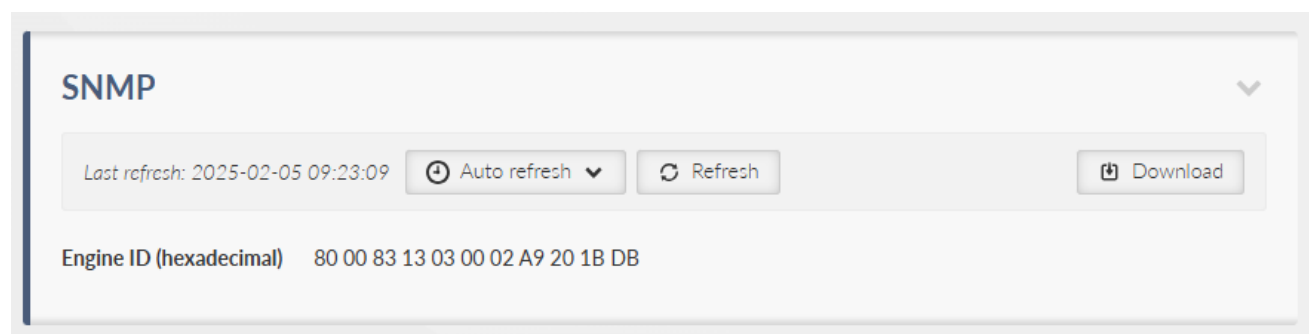 SNMP
Last refresh: 2025-02-05 09:23:09 Auto refresh Refresh Download
Engine ID (hexadecimal) 80 00 83 13 03 00 02 A9 20 1B DB